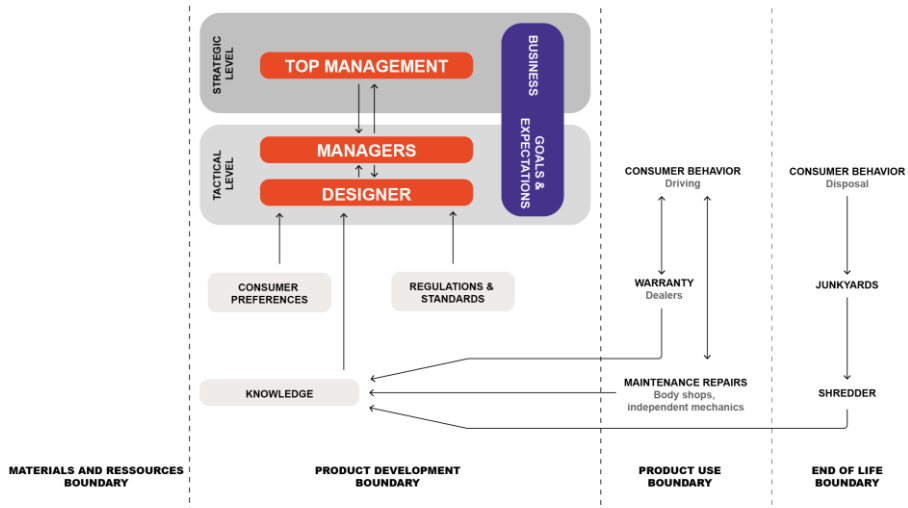 STRATEGIC
LEVEL
TOP MANAGEMENT
BUSINESS
GOALS &
EXPECTATIONS
TACTICAL
LEVEL
MANAGERS
DESIGNER
CONSUMER BEHAVIOR
Driving
CONSUMER BEHAVIOR
Disposal
CONSUMER
PREFERENCES
REGULATIONS &
STANDARDS
WARRANTY
Dealers
JUNKYARDS
KNOWLEDGE
MAINTENANCE REPAIRS
Body shops,
independent mechanics
SHREDDER
MATERIALS AND RESSOURCES
BOUNDARY
PRODUCT DEVELOPMENT
BOUNDARY
PRODUCT USE
BOUNDARY
END OF LIFE
BOUNDARY